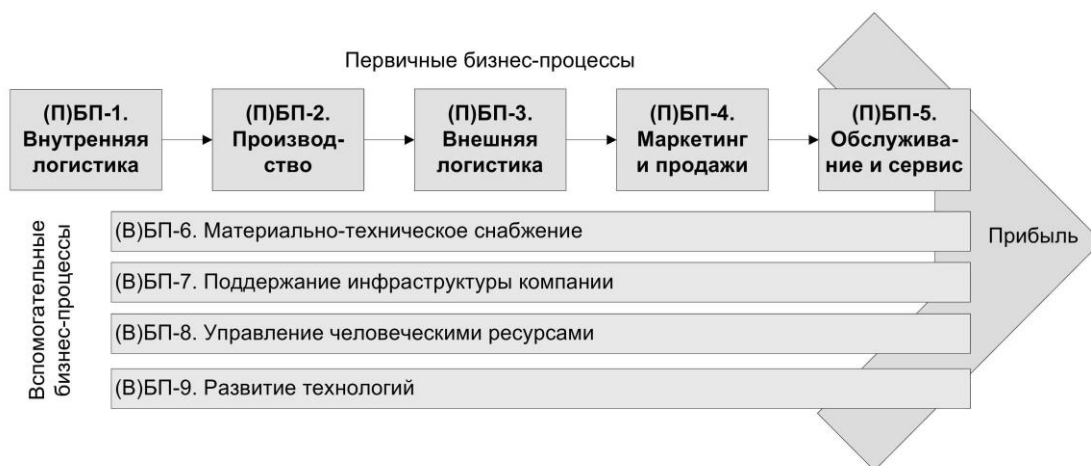 Первичные бизнес-процессы
(П)БП-1.
Внутренняя
логистика
(П)БП-2.
Производ-
ство
(П)БП-3.
Внешняя
логистика
(П)БП-4.
Маркетинг
и продажи
(П)БП-5.
Обслужива-
ние и сервис
Вспомогательные
бизнес-процессы
(В)БП-6. Материально-техническое снабжение
(В)БП-7. Поддержание инфраструктуры компании
(В)БП-8. Управление человеческими ресурсами
(В)БП-9. Развитие технологий
Прибыль